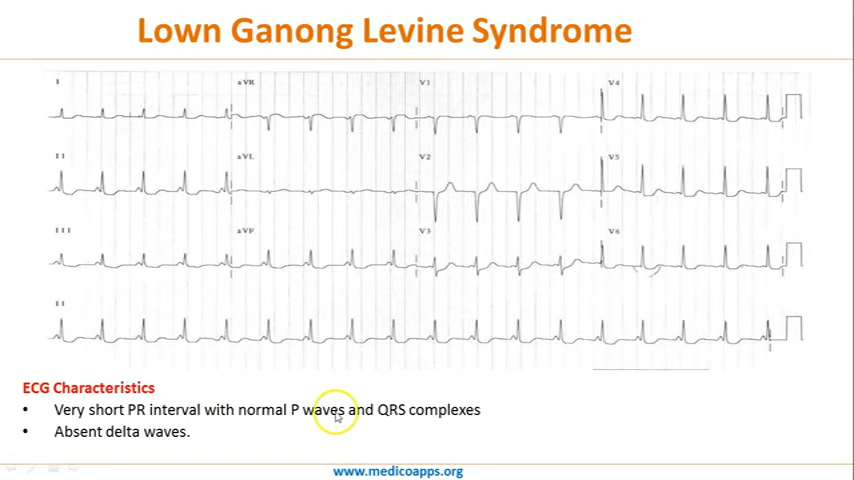 Lown Ganong Levine Syndrome
I aVR V1 V4
II aVL V2 V5
III aVF V3 V6
II
ECG Characteristics
• Very short PR interval with normal P waves and QRS complexes
• Absent delta waves.
www.medicoapps.org